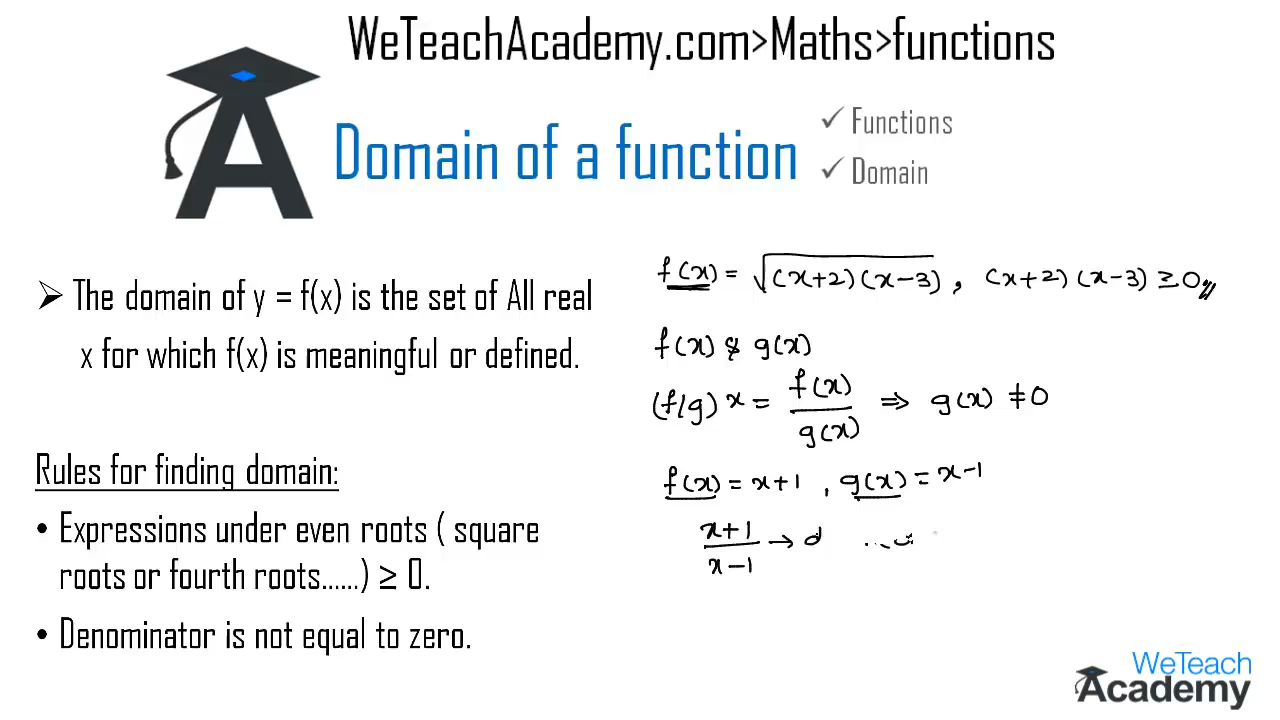 WeTeachAcademy.com>Maths>functions
Domain of a function
✓ Functions
✓ Domain
➢ The domain of y = f(x) is the set of All real
x for which f(x) is meaningful or defined.
Rules for finding domain:
• Expressions under even roots ( square
roots or fourth roots......) ≥ 0.
• Denominator is not equal to zero.
f(x) = √(x+2)(x-3) , (x+2)(x-3) ≥ 0
f(x) & g(x)
(f/g) x = f(x)/g(x) ⇒ g(x) ≠ 0
f(x) = x+1 , g(x) = x-1
x+1/x-1 → d
WeTeach
Academy